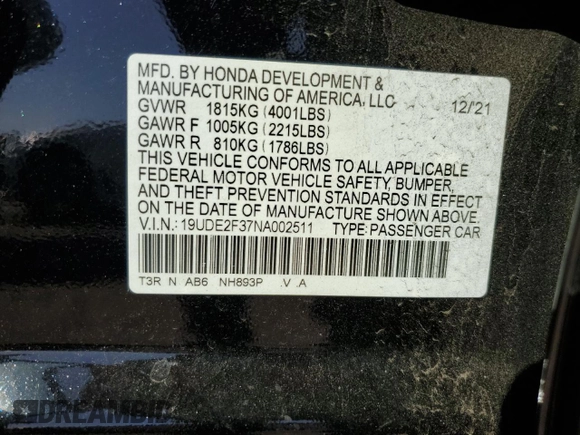 MFD. BY HONDA DEVELOPMENT &
MANUFACTURING OF AMERICA, LLC 12/21
GVWR 1815KG (4001LBS)
GAWR F 1005KG (2215LBS)
GAWR R 810KG (1786LBS)
THIS VEHICLE CONFORMS TO ALL APPLICABLE
FEDERAL MOTOR VEHICLE SAFETY, BUMPER,
AND THEFT PREVENTION STANDARDS IN EFFECT
ON THE DATE OF MANUFACTURE SHOWN ABOVE.
V.I.N.: 19UDE2F37NA002511 TYPE: PASSENGER CAR
T3R N AB6 NH893P .V .A
DREAMBID